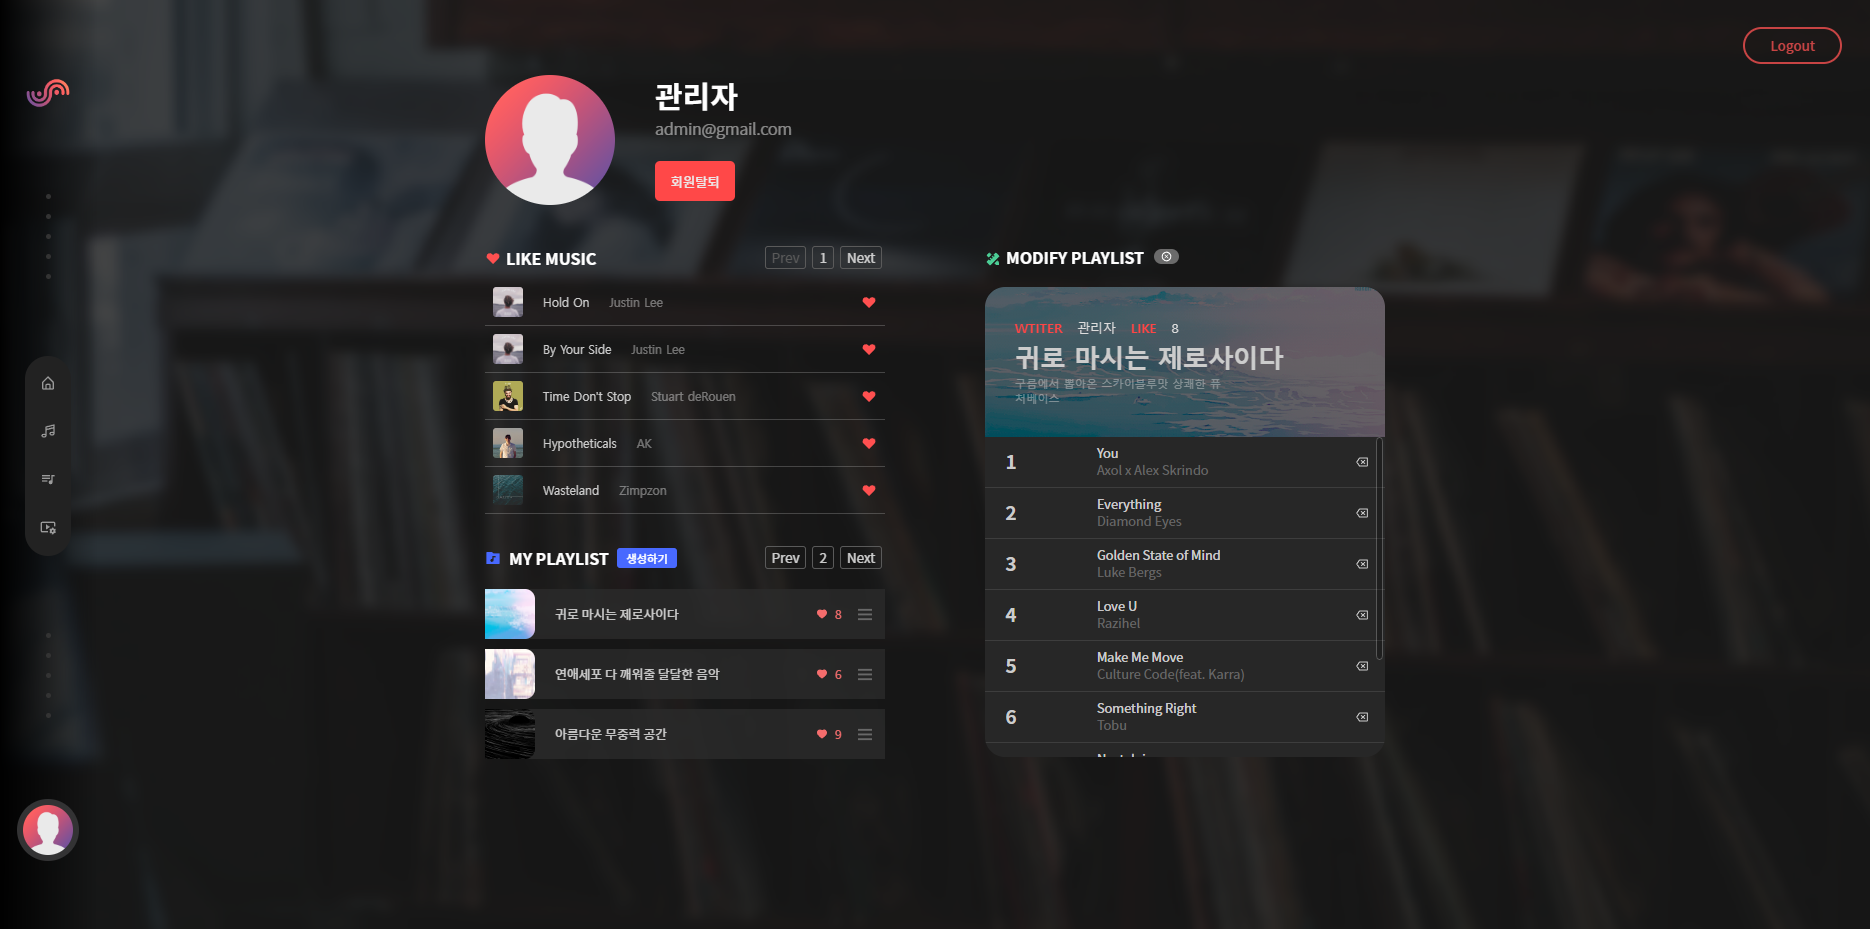 Logout
관리자
admin@gmail.com
회원탈퇴
LIKE MUSIC
Prev 1 Next
Hold On Justin Lee
By Your Side Justin Lee
Time Don't Stop Stuart deRouen
Hypotheticals AK
Wasteland Zimpzon
MY PLAYLIST 생성하기
Prev 2 Next
귀로 마시는 제로사이다 8
연애세포 다 깨워줄 달달한 음악 6
아름다운 무중력 공간 9
MODIFY PLAYLIST
WTITER 관리자 LIKE 8
귀로 마시는 제로사이다
구름에서 뽑아온 스카이블루맛 상쾌한 퓨
처베이스
1 You
Axol x Alex Skrindo
2 Everything
Diamond Eyes
3 Golden State of Mind
Luke Bergs
4 Love U
Razihel
5 Make Me Move
Culture Code(feat. Karra)
6 Something Right
Tobu